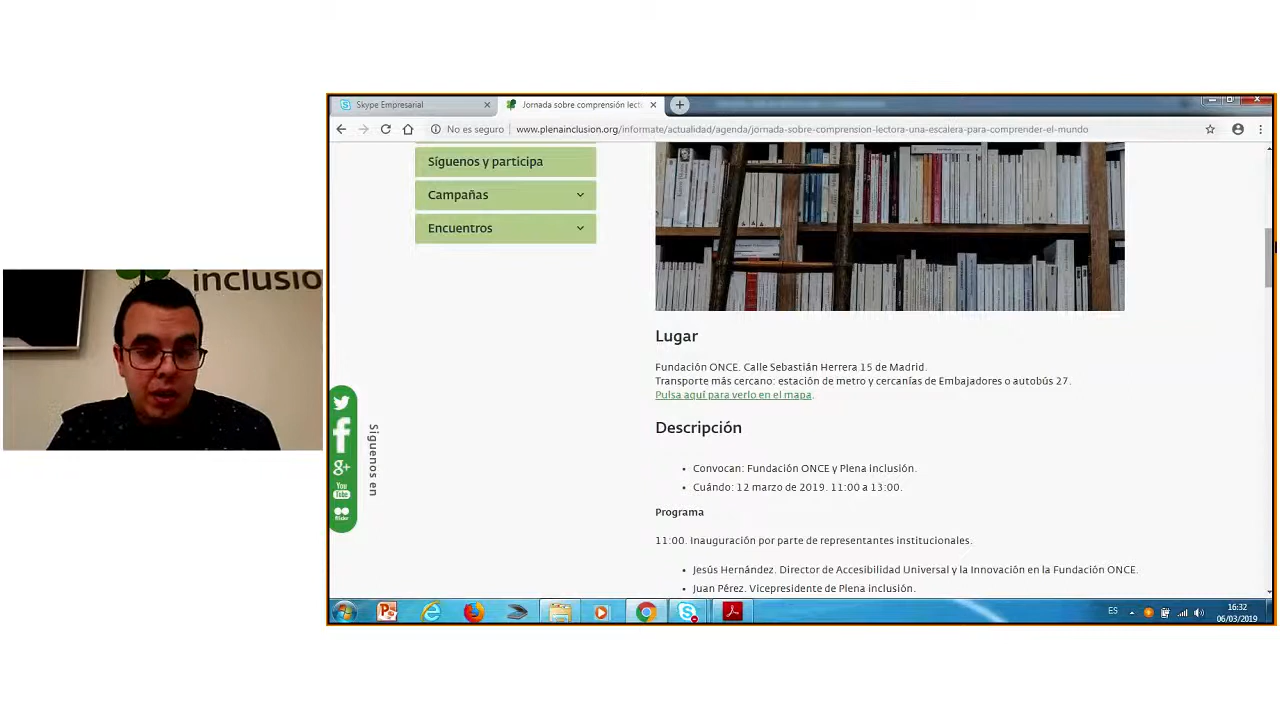 inclusio
Skype Empresarial
Jornada sobre comprensión lect
No es seguro
www.plenainclusion.org/informate/actualidad/agenda/jornada-sobre-comprension-lectora-una-escalera-para-comprender-el-mundo
Síguenos y participa
Campañas
Encuentros
Lugar
Fundación ONCE. Calle Sebastián Herrera 15 de Madrid.
Transporte más cercano: estación de metro y cercanías de Embajadores o autobús 27.
Pulsa aquí para verlo en el mapa.
Descripción
Convocan: Fundación ONCE y Plena inclusión.
Cuándo: 12 marzo de 2019. 11:00 a 13:00.
Programa
11:00. Inauguración por parte de representantes institucionales.
Jesús Hernández. Director de Accesibilidad Universal y la Innovación en la Fundación ONCE.
Juan Pérez. Vicepresidente de Plena inclusión.
Síguenos en
g+
You
Tube
flickr
ES
16:32
06/03/2019